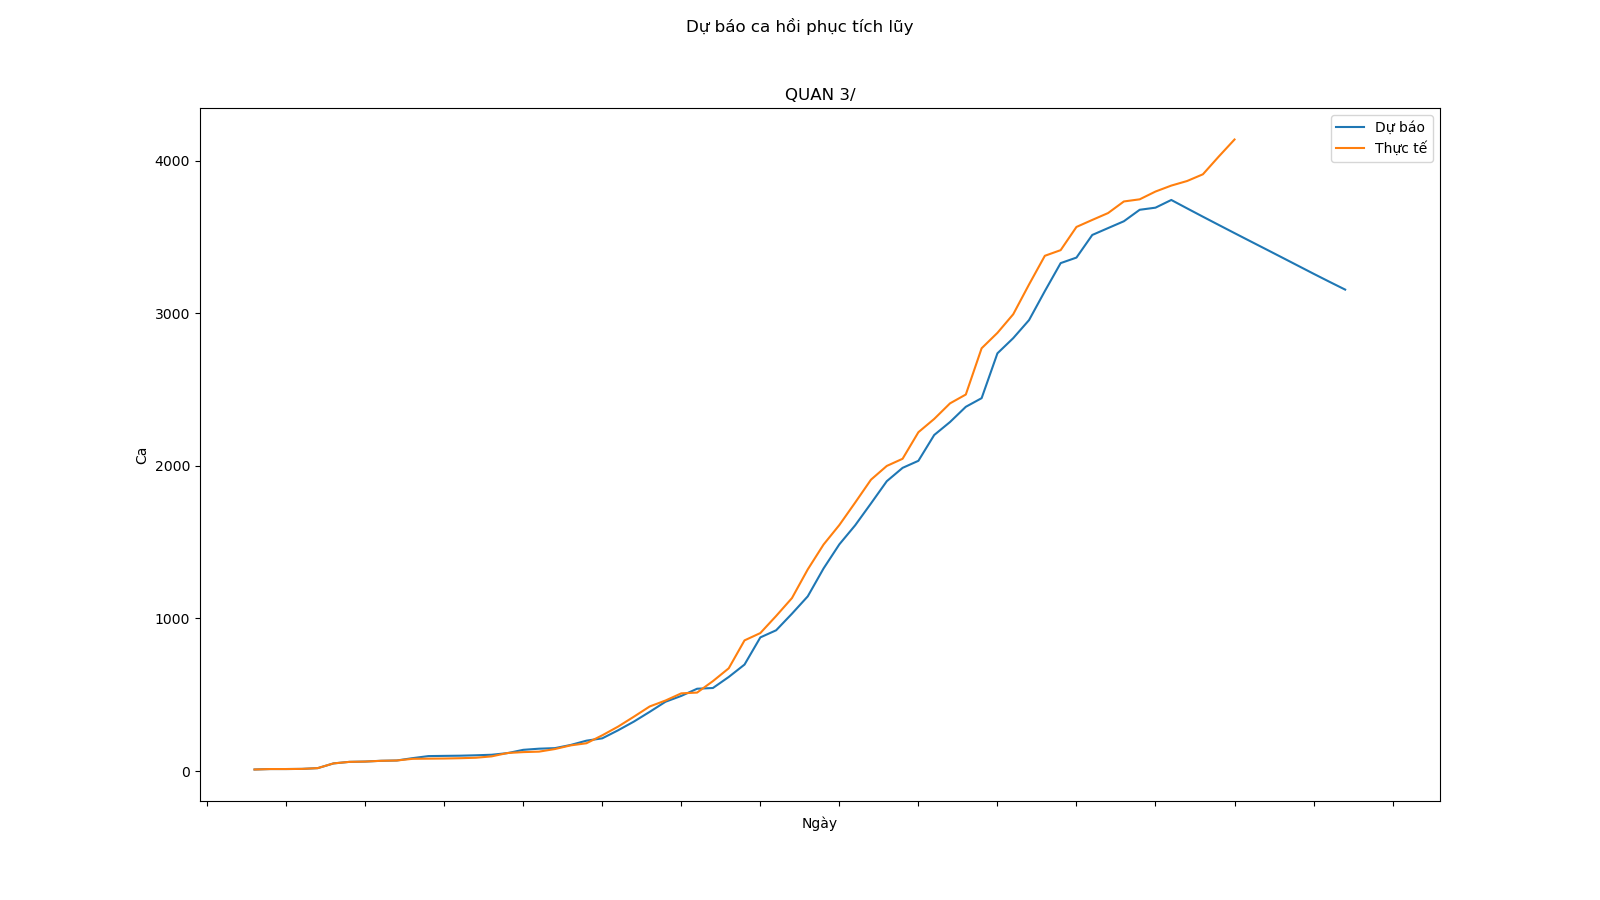 Dự báo ca hồi phục tích lũy
QUAN 3/
Dự báo
Thực tế
4000
3000
2000
1000
0
Ca
Ngày